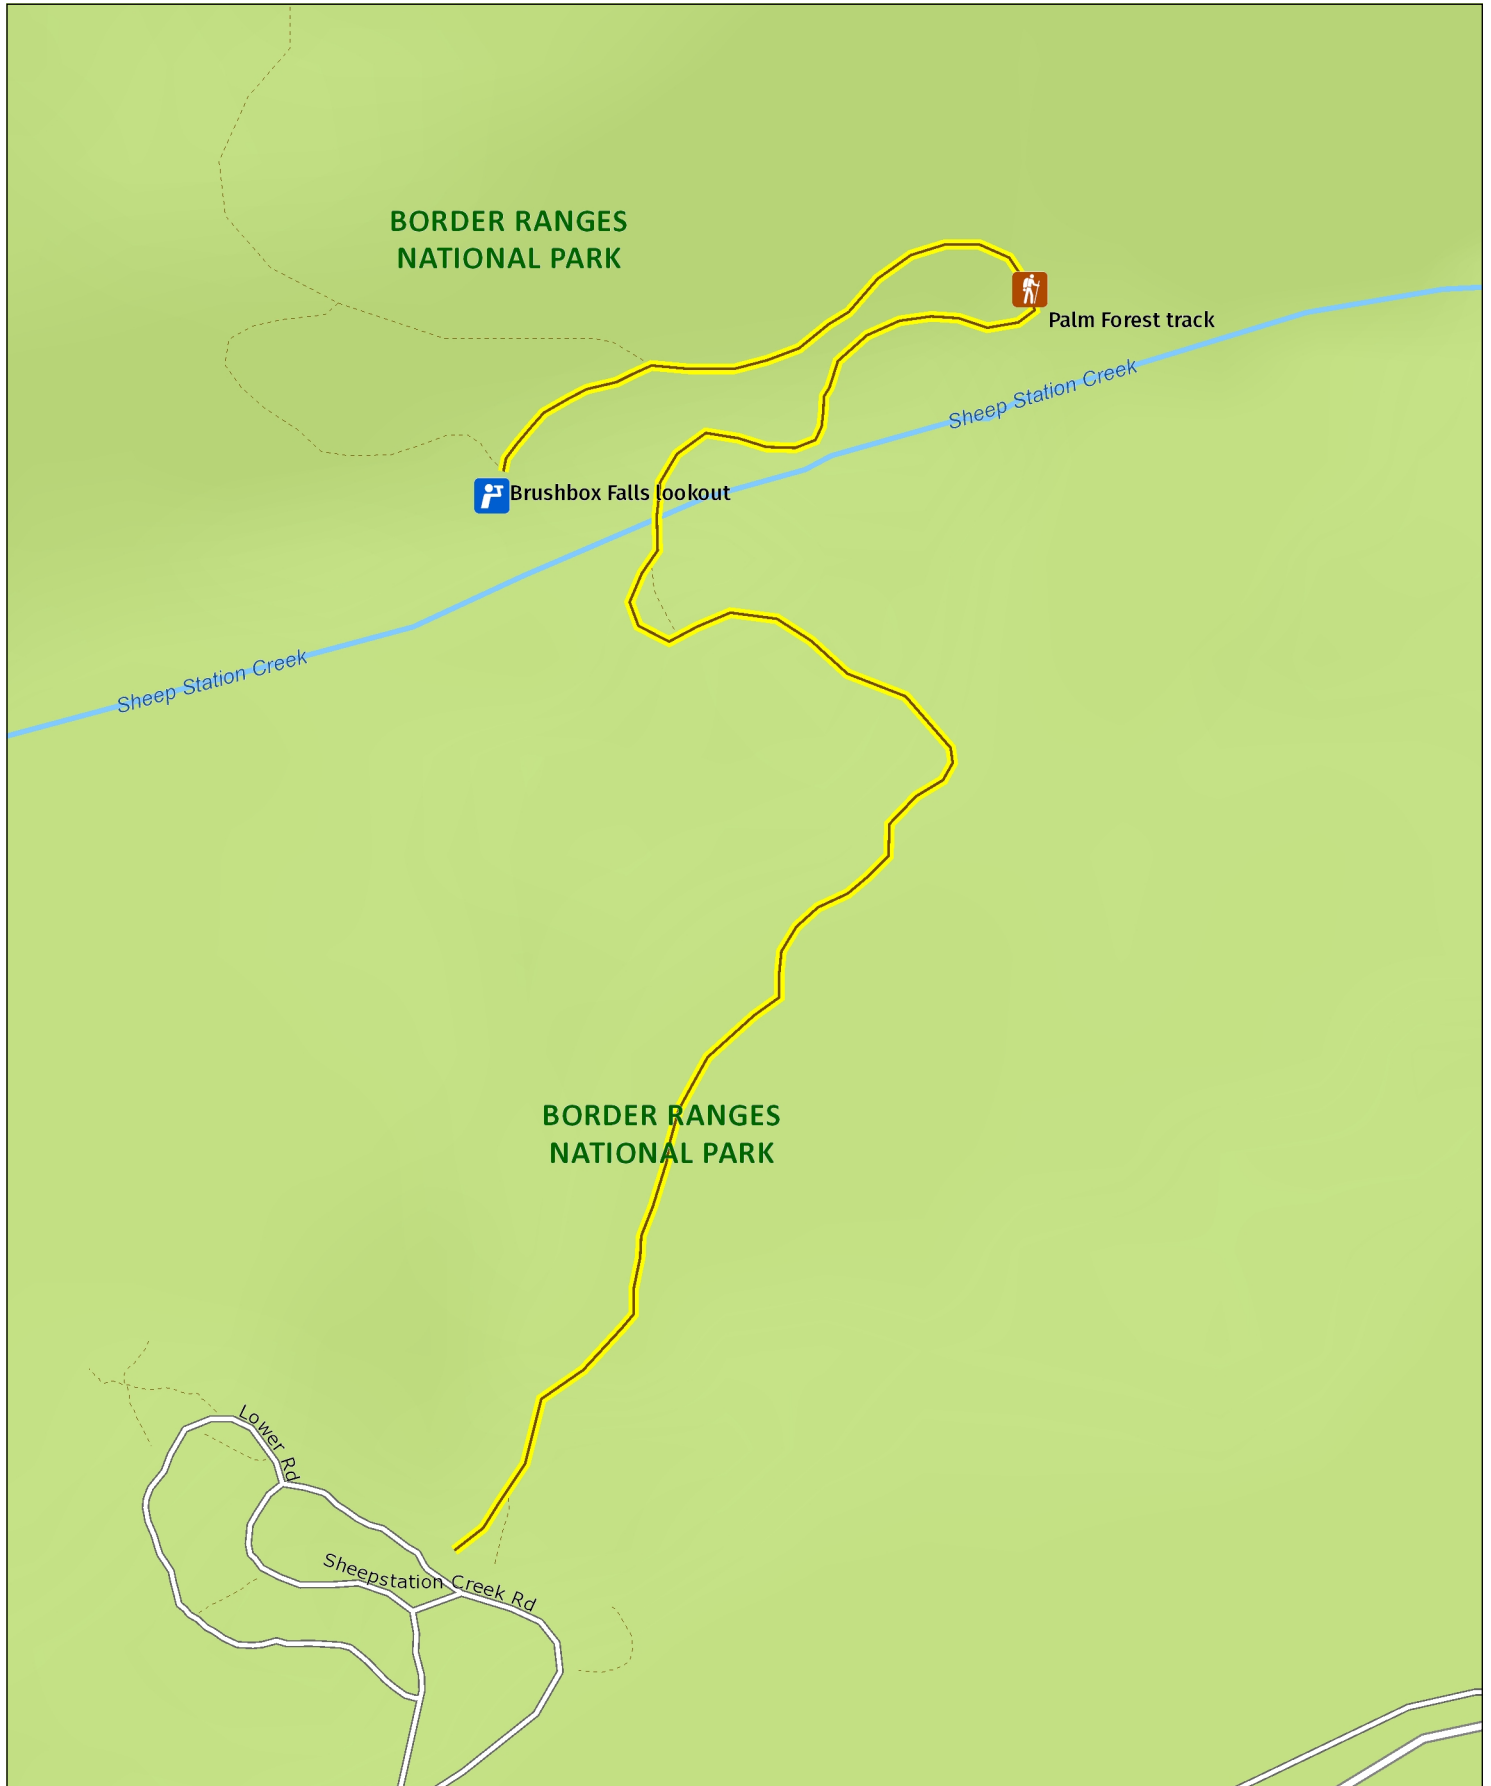 BORDER RANGES
NATIONAL PARK
Palm Forest track
Sheep Station Creek
Brushbox Falls lookout
Sheep Station Creek
BORDER RANGES
NATIONAL PARK
Lower Rd
Sheepstation Creek Rd